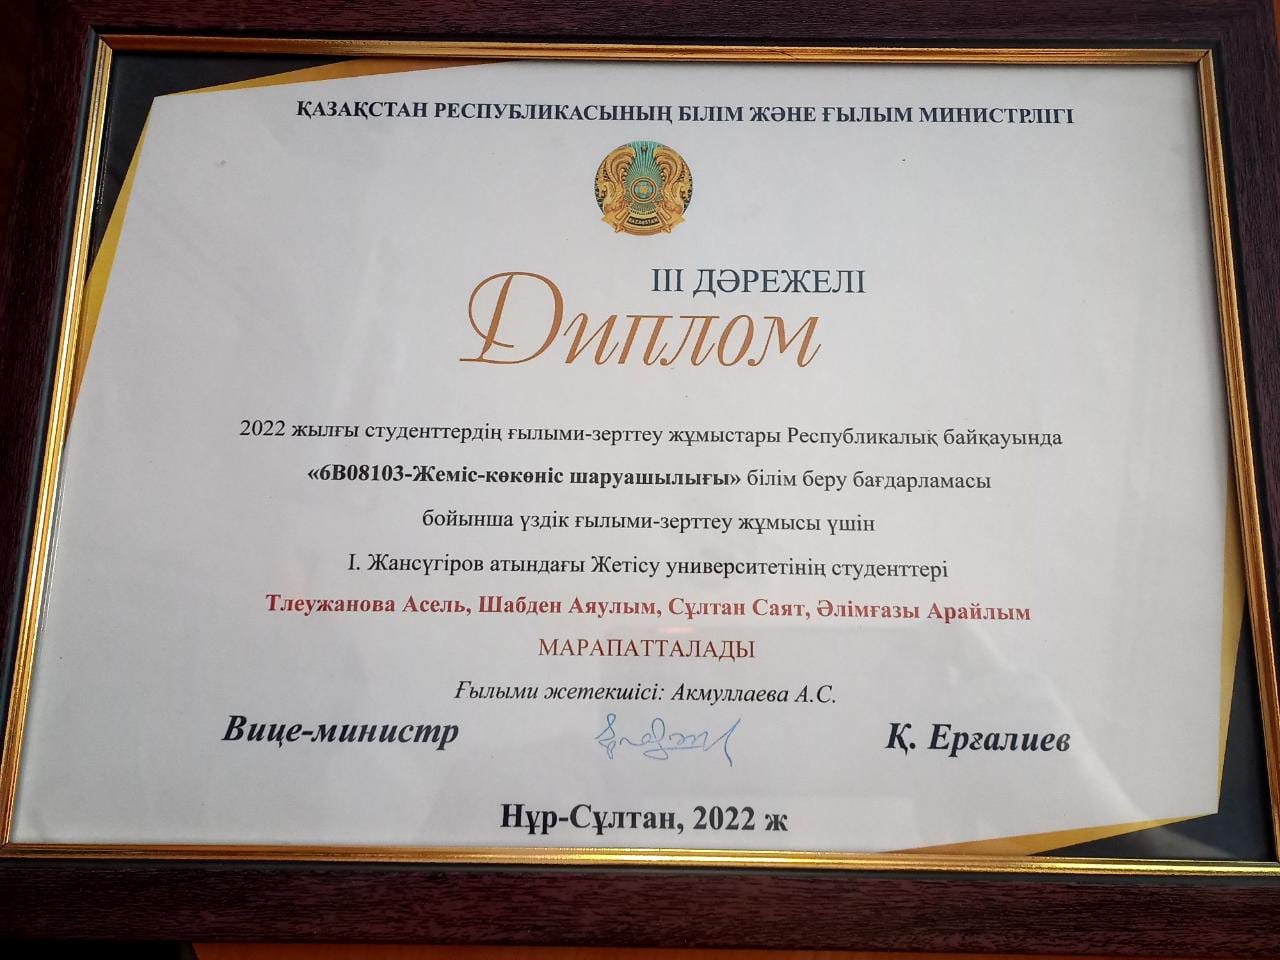 ҚАЗАҚСТАН РЕСПУБЛИКАСЫНЫҢ БІЛІМ ЖӘНЕ ҒЫЛЫМ МИНИСТРЛІГІ
ҚАЗАҚСТАН
III ДӘРЕЖЕЛІ
Диплом
2022 жылғы студенттердің ғылыми-зерттеу жұмыстары Республикалық байқауында
«6В08103-Жеміс-көкөніс шаруашылығы» білім беру бағдарламасы
бойынша үздік ғылыми-зерттеу жұмысы үшін
І. Жансүгіров атындағы Жетісу университетінің студенттері
Тлеужанова Асель, Шабден Аяулым, Сұлтан Саят, Әлімғазы Арайлым
МАРАПАТТАЛАДЫ
Ғылыми жетекшісі: Акмуллаева А.С.
Вице-министр Қ. Ерғалиев
Нұр-Сұлтан, 2022 ж